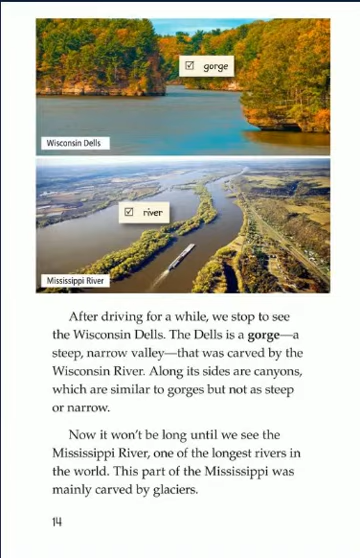 gorge
Wisconsin Dells
river
Mississippi River
After driving for a while, we stop to see
the Wisconsin Dells. The Dells is a gorge—a
steep, narrow valley—that was carved by the
Wisconsin River. Along its sides are canyons,
which are similar to gorges but not as steep
or narrow.
Now it won't be long until we see the
Mississippi River, one of the longest rivers in
the world. This part of the Mississippi was
mainly carved by glaciers.
14